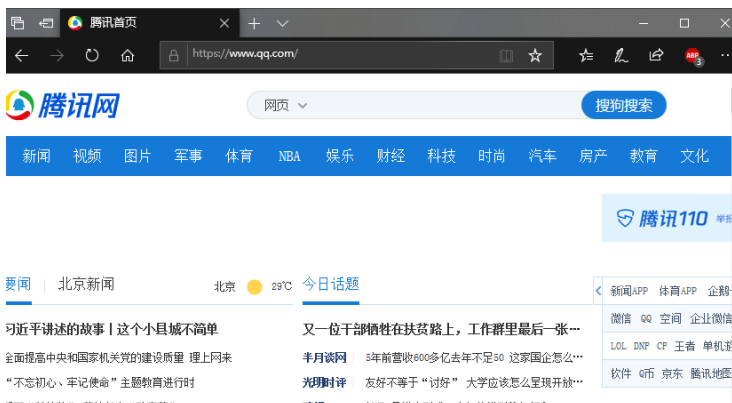 腾讯首页
https://www.qq.com/
ABP 3
腾讯网
网页
搜狗搜索
新闻 视频 图片 军事 体育 NBA 娱乐 财经 科技 时尚 汽车 房产 教育 文化
腾讯110
要闻 北京新闻 北京 29℃ 今日话题
新闻APP 体育APP 企鹅
习近平讲述的故事丨这个小县城不简单
又一位干部牺牲在扶贫路上，工作群里最后一张…
微信 QQ 空间 企业微信
全面提高中央和国家机关党的建设质量 理上网来
半月谈网 5年前营收600多亿去年不足50 这家国企怎么…
LOL DNF CF 王者 单机游
“不忘初心、牢记使命”主题教育进行时
光明时评 友好不等于“讨好” 大学应该怎么呈现开放…
软件 Q币 京东 腾讯地图